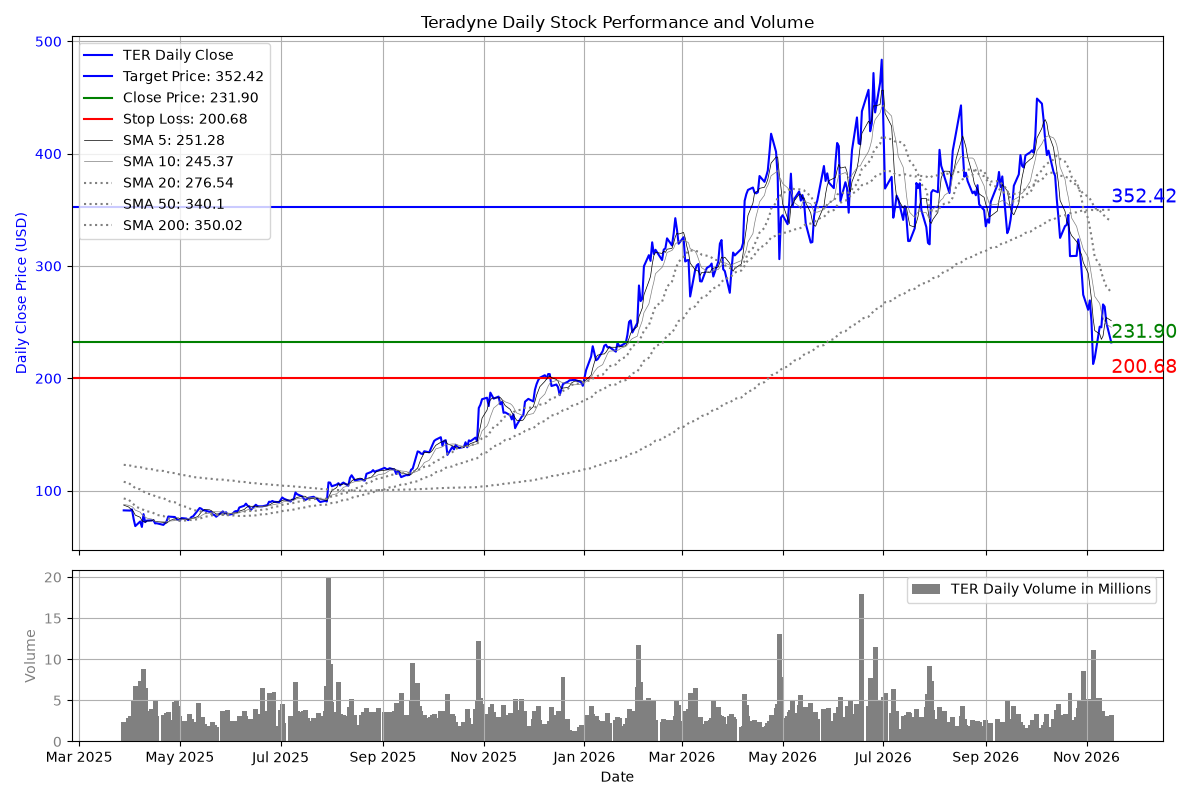 Teradyne Daily Stock Performance and Volume
500
400
300
200
100
Daily Close Price (USD)
TER Daily Close
Target Price: 352.42
Close Price: 231.90
Stop Loss: 200.68
SMA 5: 251.28
SMA 10: 245.37
SMA 20: 276.54
SMA 50: 340.1
SMA 200: 350.02
352.42
231.90
200.68
20
15
10
5
0
Volume
TER Daily Volume in Millions
Mar 2025 May 2025 Jul 2025 Sep 2025 Nov 2025 Jan 2026 Mar 2026 May 2026 Jul 2026 Sep 2026 Nov 2026
Date